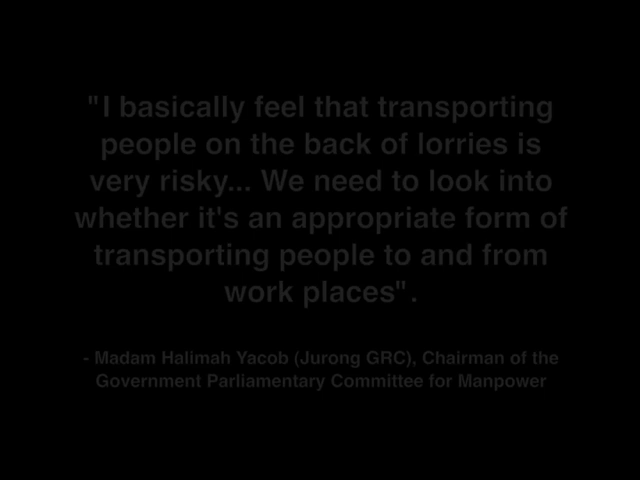 "I basically feel that transporting
people on the back of lorries is
very risky... We need to look into
whether it's an appropriate form of
transporting people to and from
work places".
- Madam Halimah Yacob (Jurong GRC), Chairman of the
Government Parliamentary Committee for Manpower